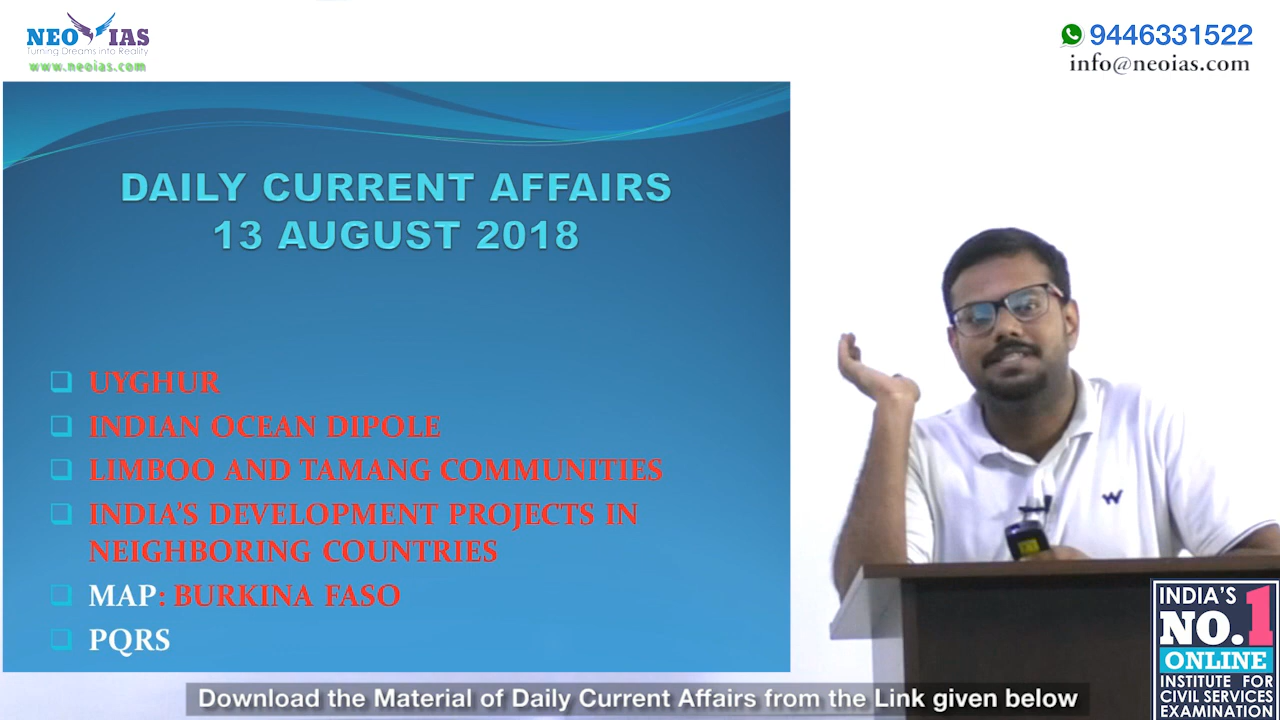 NEO IAS
Turning Dreams into Reality
www.neoias.com
9446331522
info@neoias.com
DAILY CURRENT AFFAIRS
13 AUGUST 2018
UYGHUR
INDIAN OCEAN DIPOLE
LIMBOO AND TAMANG COMMUNITIES
INDIA'S DEVELOPMENT PROJECTS IN
NEIGHBORING COUNTRIES
MAP: BURKINA FASO
PQRS
INDIA'S
NO.1
ONLINE
INSTITUTE FOR
CIVIL SERVICES
EXAMINATION
Download the Material of Daily Current Affairs from the Link given below